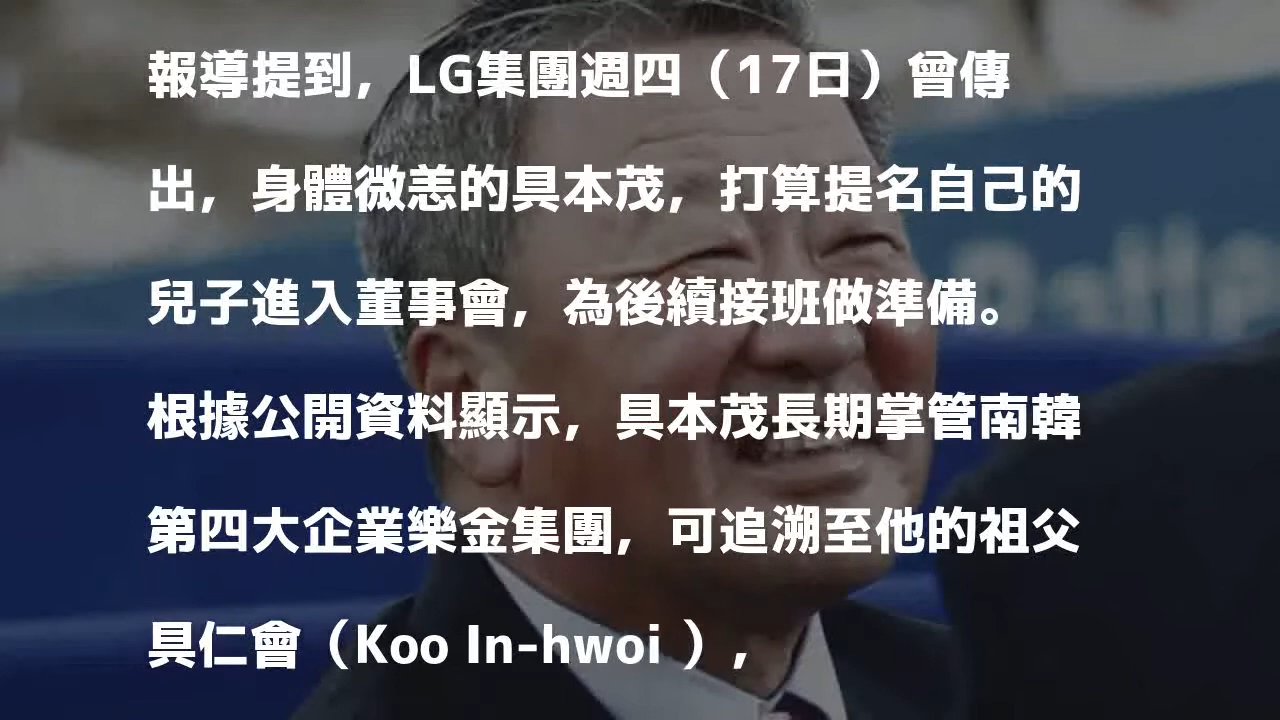 報導提到，LG集團週四（17日）曾傳
出，身體微恙的具本茂，打算提名自己的
兒子進入董事會，為後續接班做準備。
根據公開資料顯示，具本茂長期掌管南韓
第四大企業樂金集團，可追溯至他的祖父
具仁會（Koo In-hwoi ），